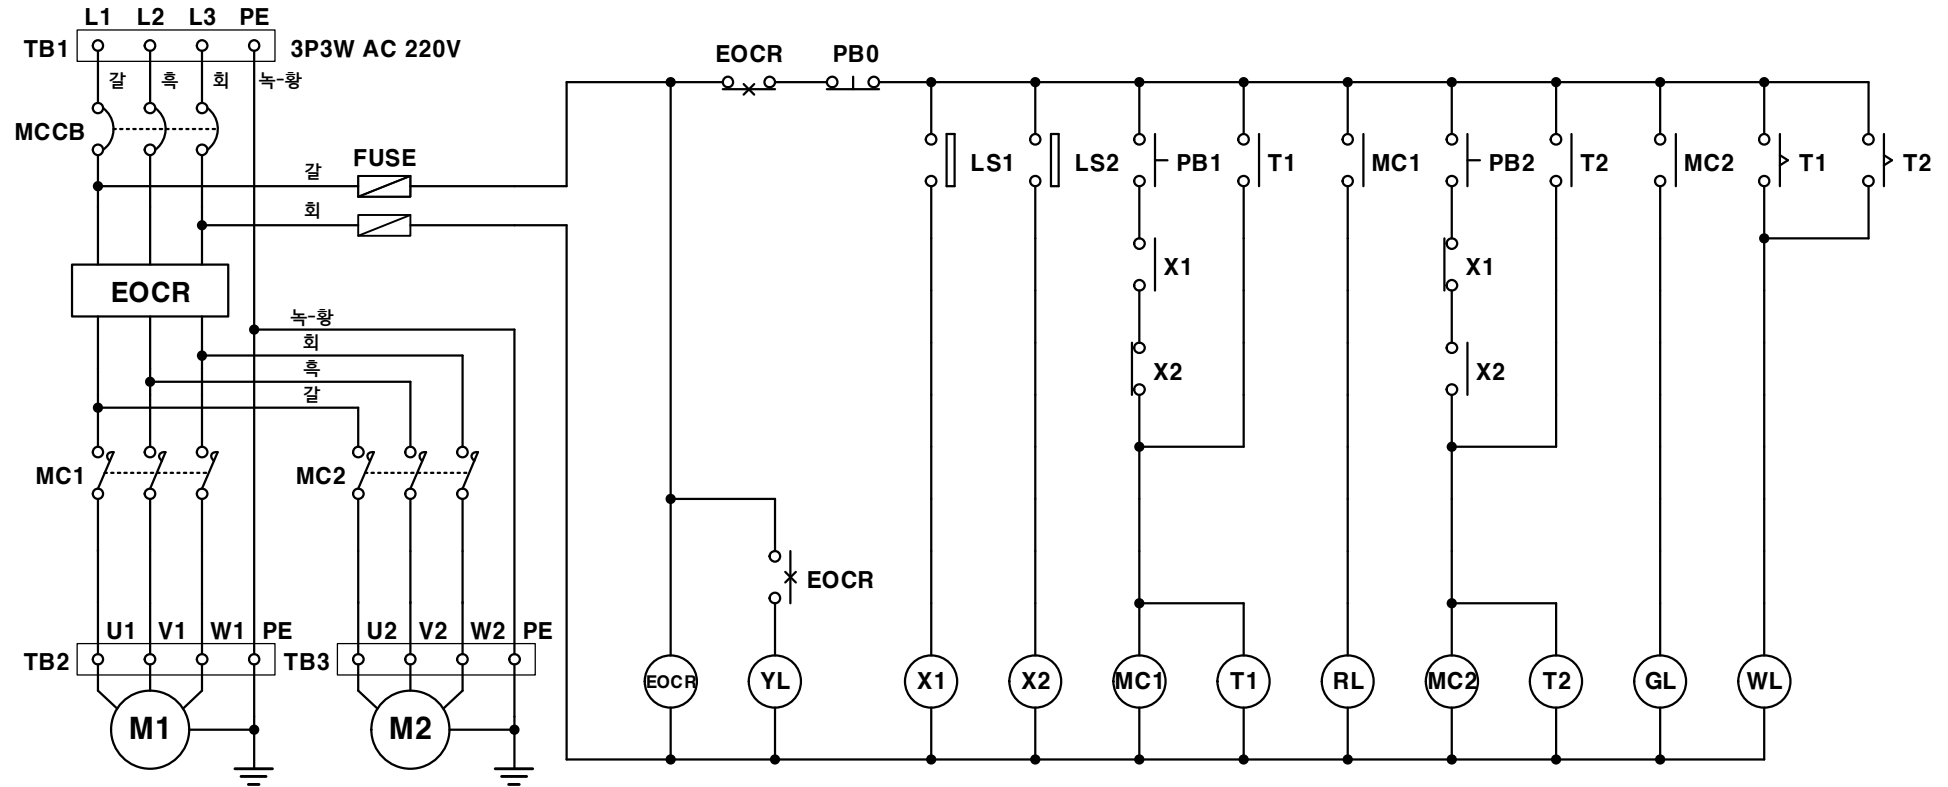 L1 L2 L3 PE
TB1 3P3W AC 220V
EOCR PB0
갈 흑 회 녹-황
MCCB
FUSE
갈
회
LS1 LS2 PB1 T1 MC1 PB2 T2 MC2 T1 T2
X1 X1
EOCR
녹-황
회
흑
갈
X2 X2
MC1 MC2
EOCR
U1 V1 W1 PE U2 V2 W2 PE
TB2 TB3
EOCR YL X1 X2 MC1 T1 RL MC2 T2 GL WL
M1 M2